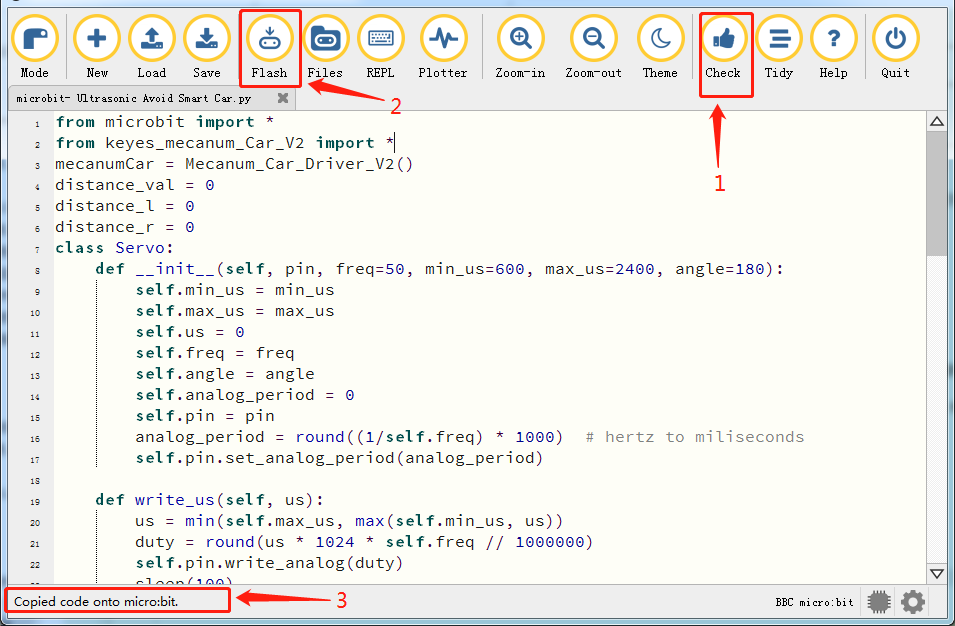 Mode New Load Save Flash Files REPL Plotter Zoom-in Zoom-out Theme Check Tidy Help Quit
microbit- Ultrasonic Avoid Smart Car.py
2
1
1 from microbit import *
2 from keyes_mecanum_Car_V2 import *
3 mecanumCar = Mecanum_Car_Driver_V2()
4 distance_val = 0
5 distance_l = 0
6 distance_r = 0
7 class Servo:
8 def __init__(self, pin, freq=50, min_us=600, max_us=2400, angle=180):
9 self.min_us = min_us
10 self.max_us = max_us
11 self.us = 0
12 self.freq = freq
13 self.angle = angle
14 self.analog_period = 0
15 self.pin = pin
16 analog_period = round((1/self.freq) * 1000)  # hertz to miliseconds
17 self.pin.set_analog_period(analog_period)
18
19 def write_us(self, us):
20 us = min(self.max_us, max(self.min_us, us))
21 duty = round(us * 1024 * self.freq // 1000000)
22 self.pin.write_analog(duty)
23 sleep(100)
Copied code onto micro:bit.
3
BBC micro:bit